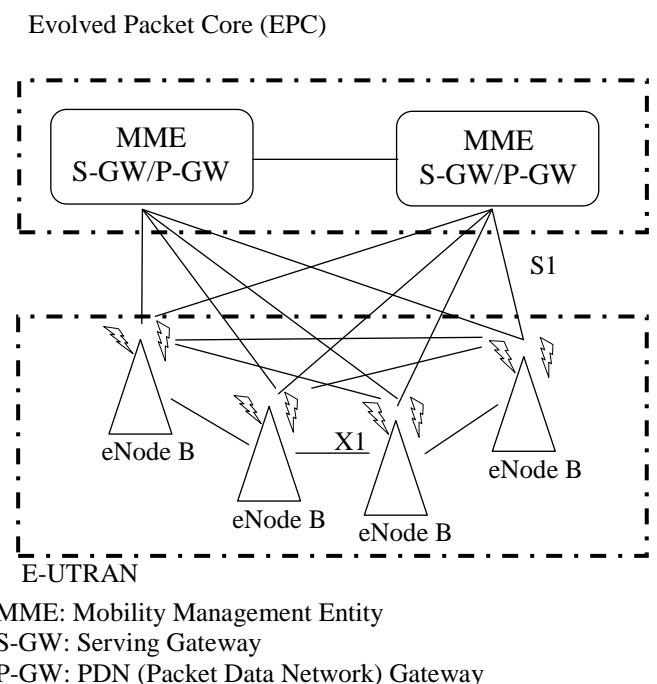 Evolved Packet Core (EPC)
MME
S-GW/P-GW
MME
S-GW/P-GW
S1
eNode B
X1
eNode B
eNode B
eNode B
E-UTRAN
MME: Mobility Management Entity
S-GW: Serving Gateway
P-GW: PDN (Packet Data Network) Gateway